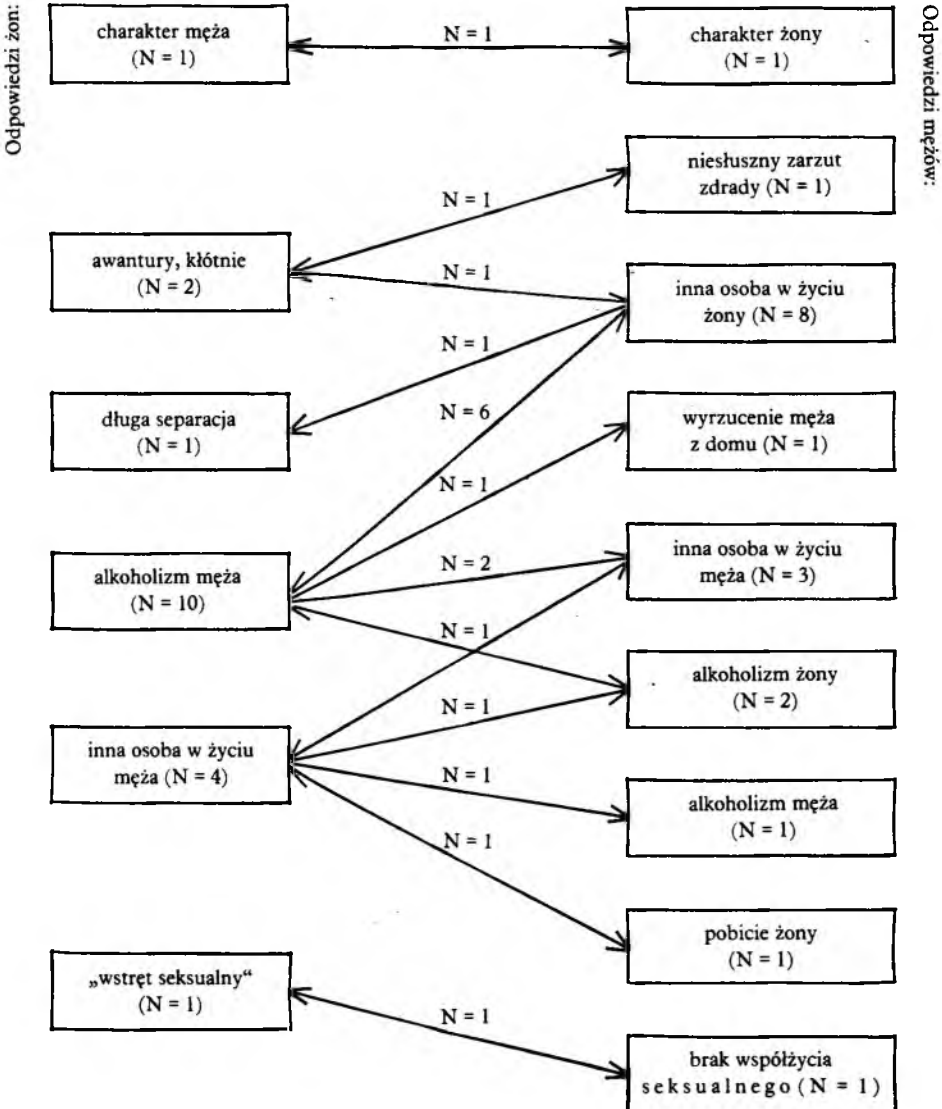 Odpowiedzi żon:
Odpowiedzi mężów:
charakter męża
(N = 1)
N = 1
charakter żony
(N = 1)
niesłuszny zarzut
zdrady (N = 1)
N = 1
awantury, kłótnie
(N = 2)
N = 1
inna osoba w życiu
żony (N = 8)
N = 1
długa separacja
(N = 1)
N = 6
wyrzucenie męża
z domu (N = 1)
N = 1
alkoholizm męża
(N = 10)
N = 2
inna osoba w życiu
męża (N = 3)
N = 1
alkoholizm żony
(N = 2)
N = 1
inna osoba w życiu
męża (N = 4)
N = 1
alkoholizm męża
(N = 1)
N = 1
pobicie żony
(N = 1)
„wstręt seksualny“
(N = 1)
N = 1
brak współżycia
seksualnego (N = 1)